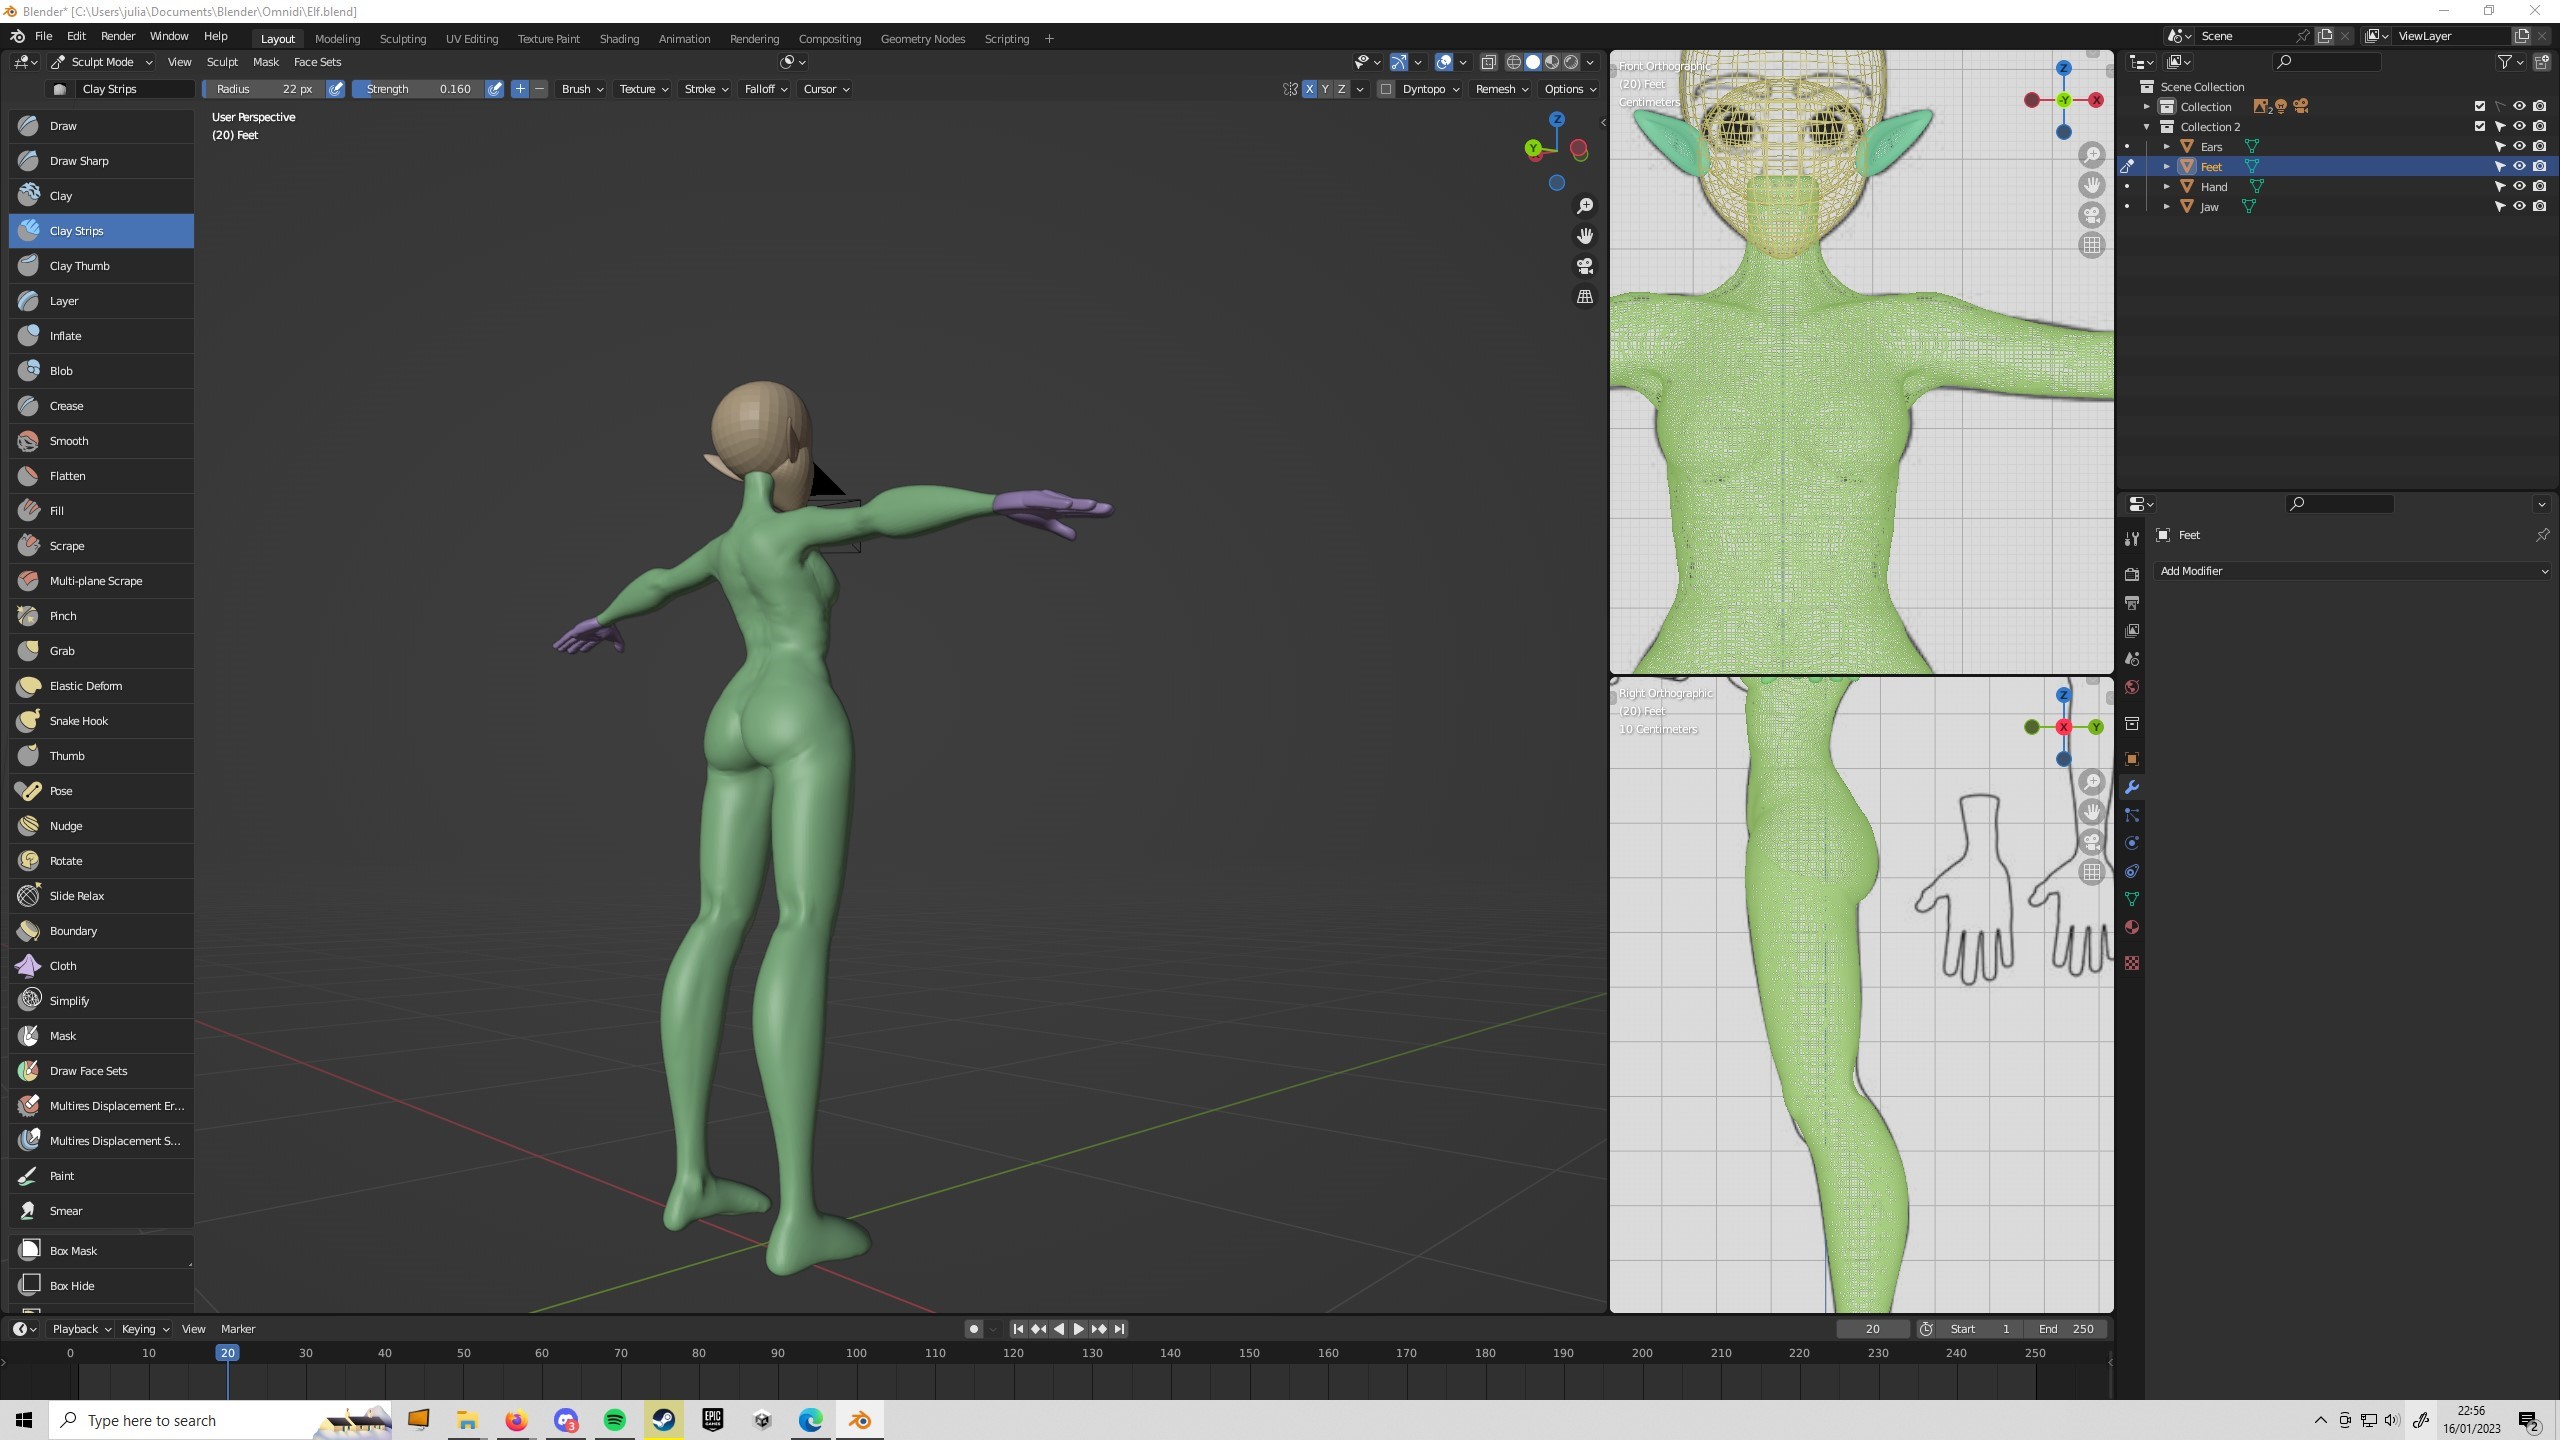 Blender* [C:\Users\julia\Documents\Blender\Omnidi\Elf.blend]
File Edit Render Window Help Layout Modeling Sculpting UV Editing Texture Paint Shading Animation Rendering Compositing Geometry Nodes Scripting + Scene ViewLayer
Sculpt Mode View Sculpt Mask Face Sets
Clay Strips Radius 22 px Strength 0.160 + − Brush Texture Stroke Falloff Cursor X Y Z Dyntopo Remesh Options
User Perspective
(20) Feet
Z
Y
Draw
Draw Sharp
Clay
Clay Strips
Clay Thumb
Layer
Inflate
Blob
Crease
Smooth
Flatten
Fill
Scrape
Multi-plane Scrape
Pinch
Grab
Elastic Deform
Snake Hook
Thumb
Pose
Nudge
Rotate
Slide Relax
Boundary
Cloth
Simplify
Mask
Draw Face Sets
Multires Displacement Er...
Multires Displacement S...
Paint
Smear
Box Mask
Box Hide
Front Orthographic
(20) Feet
Centimeters
Z
-Y X
Right Orthographic
(20) Feet
10 Centimeters
Z
X Y
Scene Collection
Collection 2
Collection 2
Ears
Feet
Hand
Jaw
Feet
Add Modifier
Playback Keying View Marker 20 Start 1 End 250
0 10 20 30 40 50 60 70 80 90 100 110 120 130 140 150 160 170 180 190 200 210 220 230 240 250
Type here to search
3
EPIC GAMES
22:56
16/01/2023
2